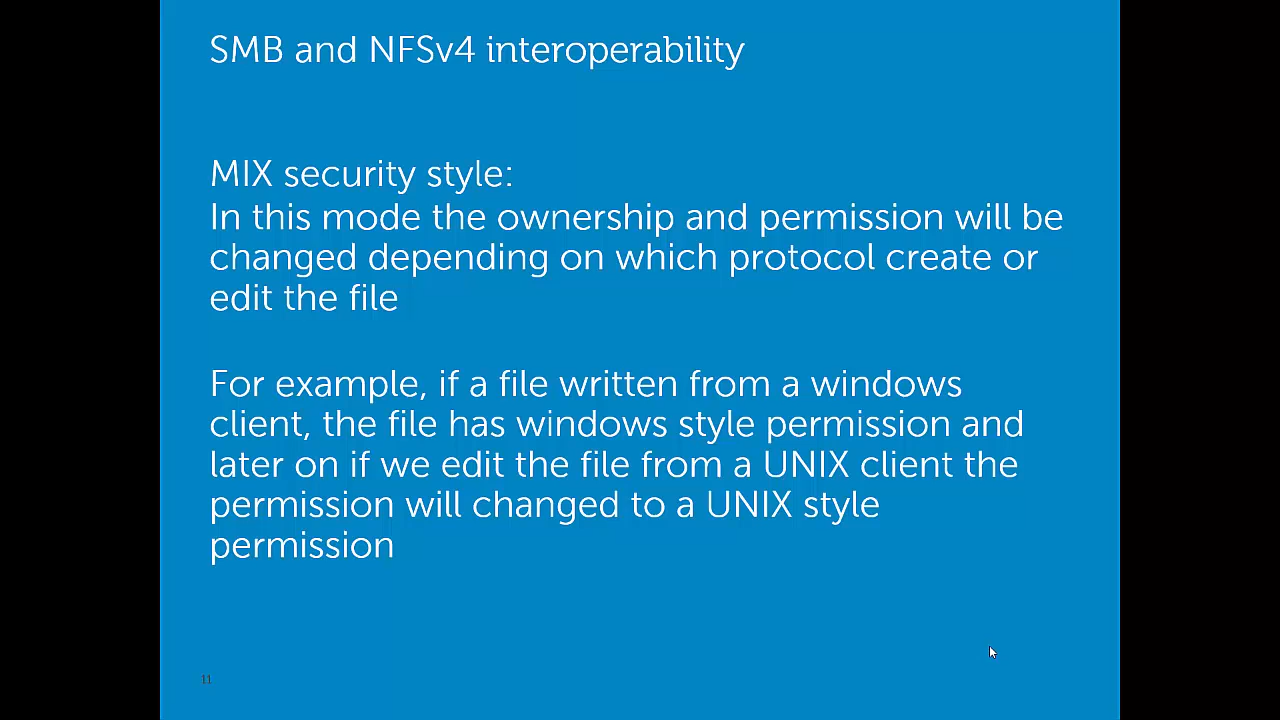 SMB and NFSv4 interoperability
MIX security style:
In this mode the ownership and permission will be
changed depending on which protocol create or
edit the file
For example, if a file written from a windows
client, the file has windows style permission and
later on if we edit the file from a UNIX client the
permission will changed to a UNIX style
permission
11